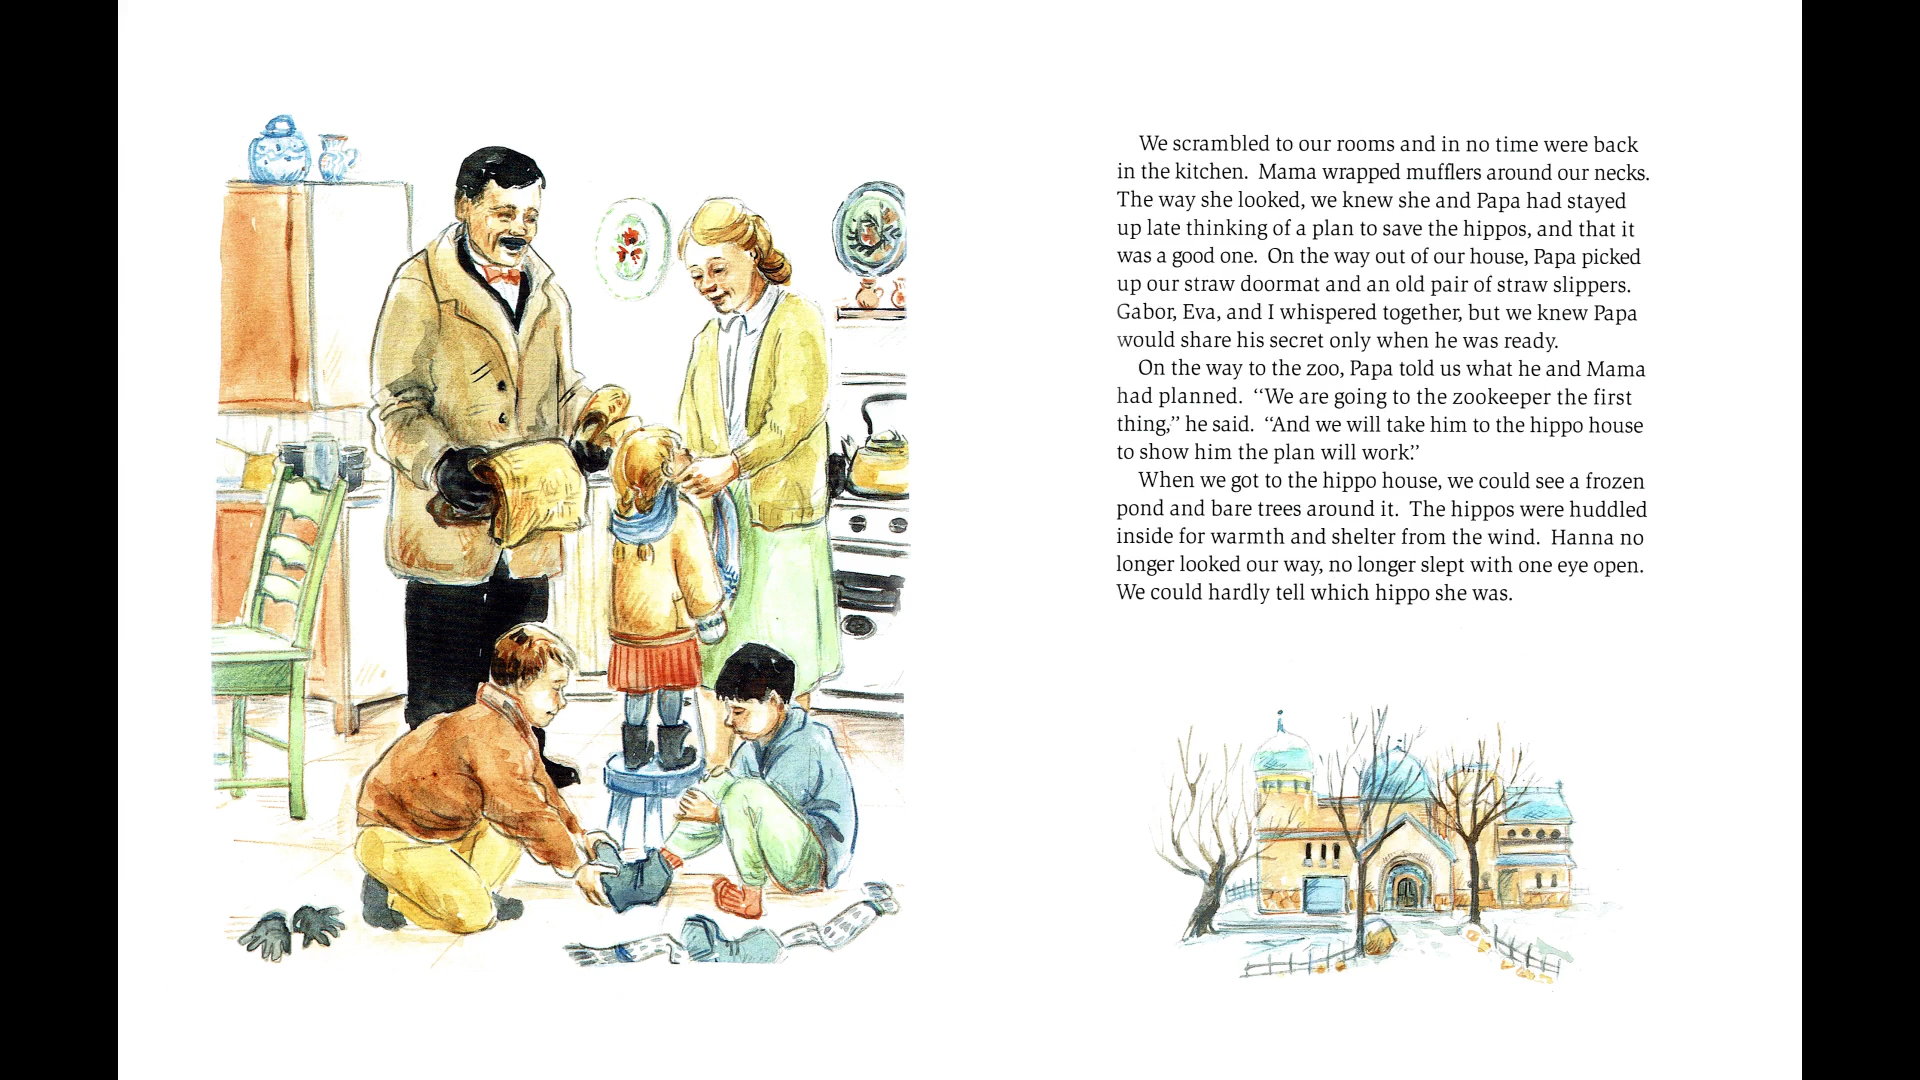 We scrambled to our rooms and in no time were back
in the kitchen. Mama wrapped mufflers around our necks.
The way she looked, we knew she and Papa had stayed
up late thinking of a plan to save the hippos, and that it
was a good one. On the way out of our house, Papa picked
up our straw doormat and an old pair of straw slippers.
Gabor, Eva, and I whispered together, but we knew Papa
would share his secret only when he was ready.
On the way to the zoo, Papa told us what he and Mama
had planned. “We are going to the zookeeper the first
thing,” he said. “And we will take him to the hippo house
to show him the plan will work.”
When we got to the hippo house, we could see a frozen
pond and bare trees around it. The hippos were huddled
inside for warmth and shelter from the wind. Hanna no
longer looked our way, no longer slept with one eye open.
We could hardly tell which hippo she was.